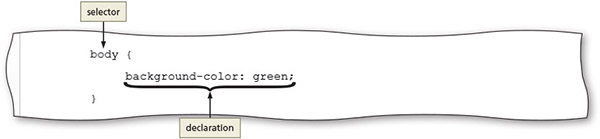 selector
body {
background-color: green;
}
declaration